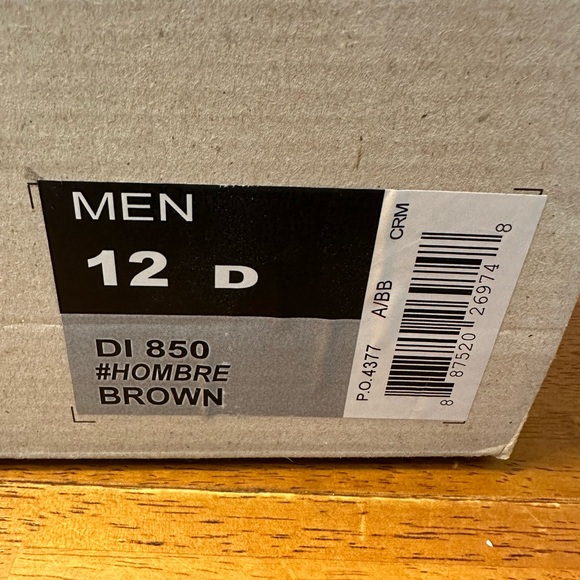 MEN
12 D
DI 850
#HOMBRE
BROWN
P.O.4377 A/BB CRM
8 87520 26974 8